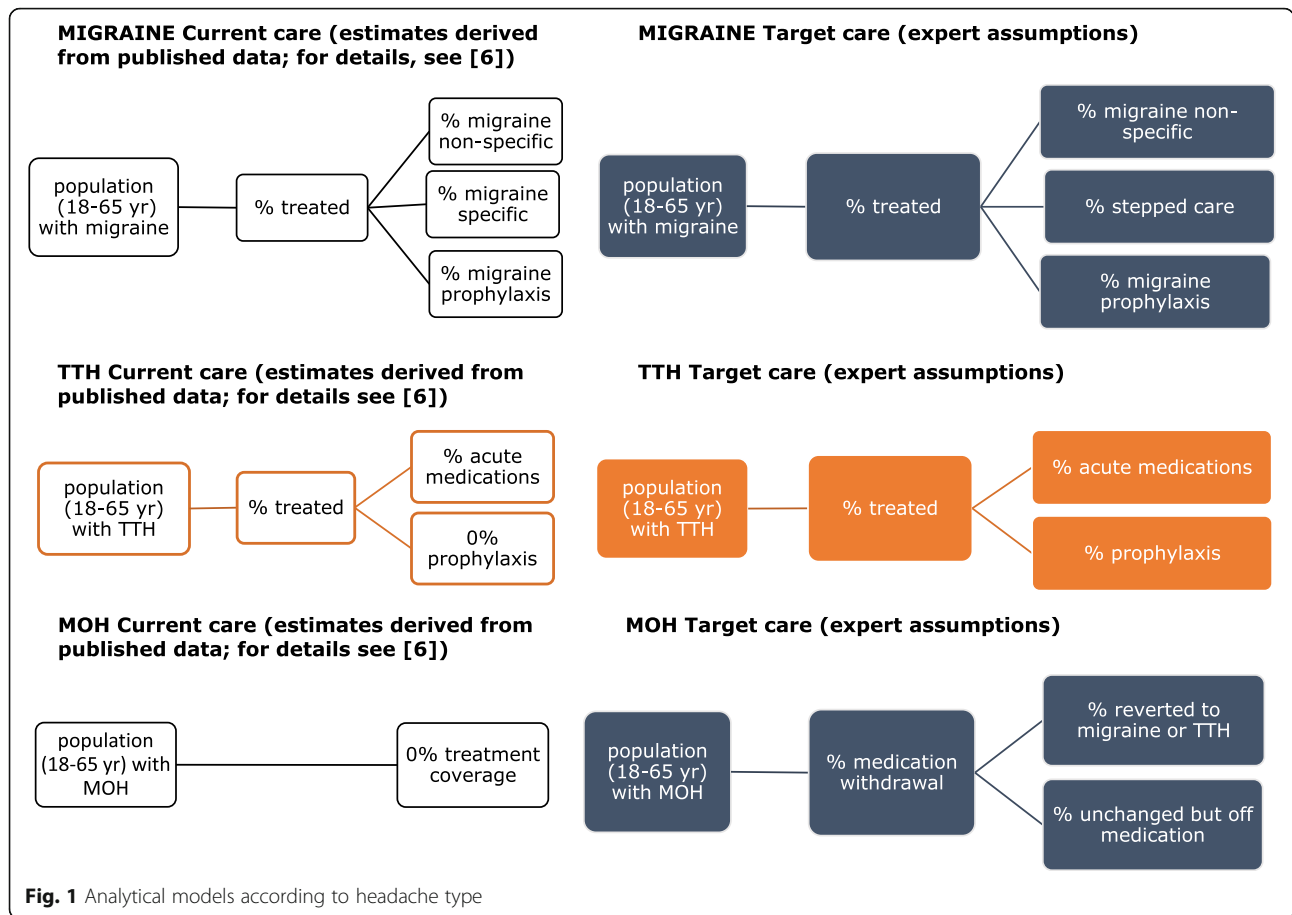 MIGRAINE Current care (estimates derived
from published data; for details, see [6])
population
(18-65 yr)
with migraine
% treated
% migraine
non-specific
% migraine
specific
% migraine
prophylaxis
MIGRAINE Target care (expert assumptions)
population
(18-65 yr)
with migraine
% treated
% migraine non-
specific
% stepped care
% migraine
prophylaxis
TTH Current care (estimates derived from
published data; for details see [6])
population
(18-65 yr)
with TTH
% treated
% acute
medications
0%
prophylaxis
TTH Target care (expert assumptions)
population
(18-65 yr)
with TTH
% treated
% acute medications
% prophylaxis
MOH Current care (estimates derived from
published data; for details see [6])
population
(18-65 yr) with
MOH
0% treatment
coverage
MOH Target care (expert assumptions)
population
(18-65 yr)
with MOH
% medication
withdrawal
% reverted to
migraine or TTH
% unchanged but off
medication
Fig. 1 Analytical models according to headache type